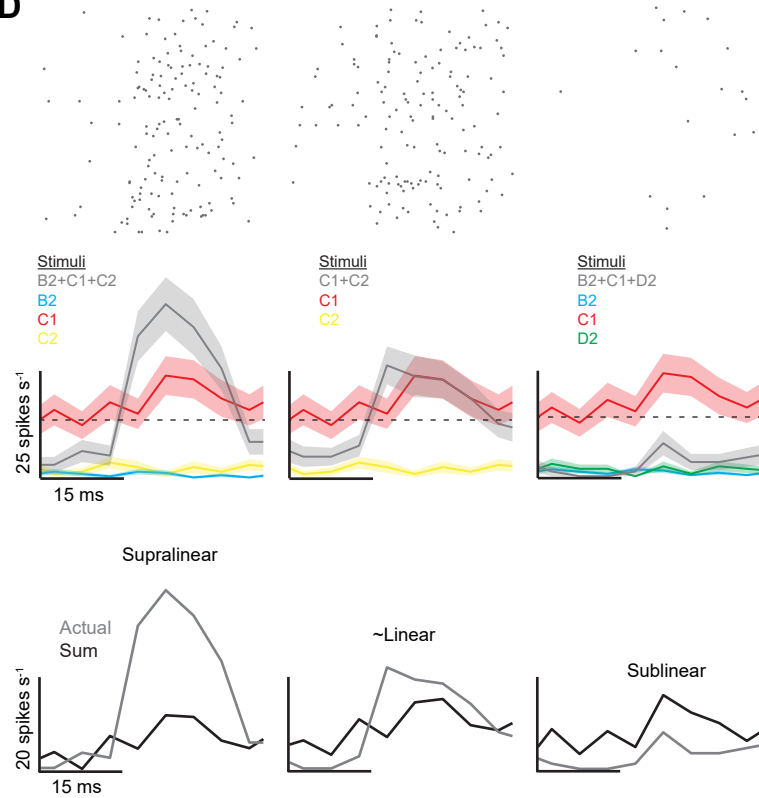 D
Stimuli
B2+C1+C2
B2
C1
C2
Stimuli
C1+C2
C1
C2
Stimuli
B2+C1+D2
B2
C1
D2
25 spikes s⁻¹
15 ms
Supralinear
Actual
Sum
~Linear
Sublinear
20 spikes s⁻¹
15 ms